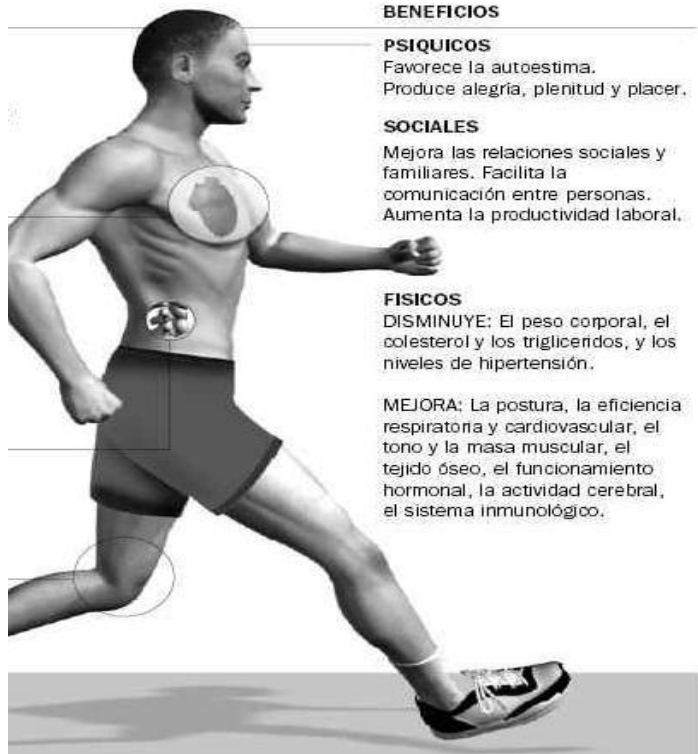 BENEFICIOS
PSIQUICOS
Favorece la autoestima.
Produce alegría, plenitud y placer.
SOCIALES
Mejora las relaciones sociales y
familiares. Facilita la
comunicación entre personas.
Aumenta la productividad laboral.
FISICOS
DISMINUYE: El peso corporal, el
colesterol y los trigliceridos, y los
niveles de hipertensión.
MEJORA: La postura, la eficiencia
respiratoria y cardiovascular, el
tono y la masa muscular, el
tejido óseo, el funcionamiento
hormonal, la actividad cerebral,
el sistema inmunológico.